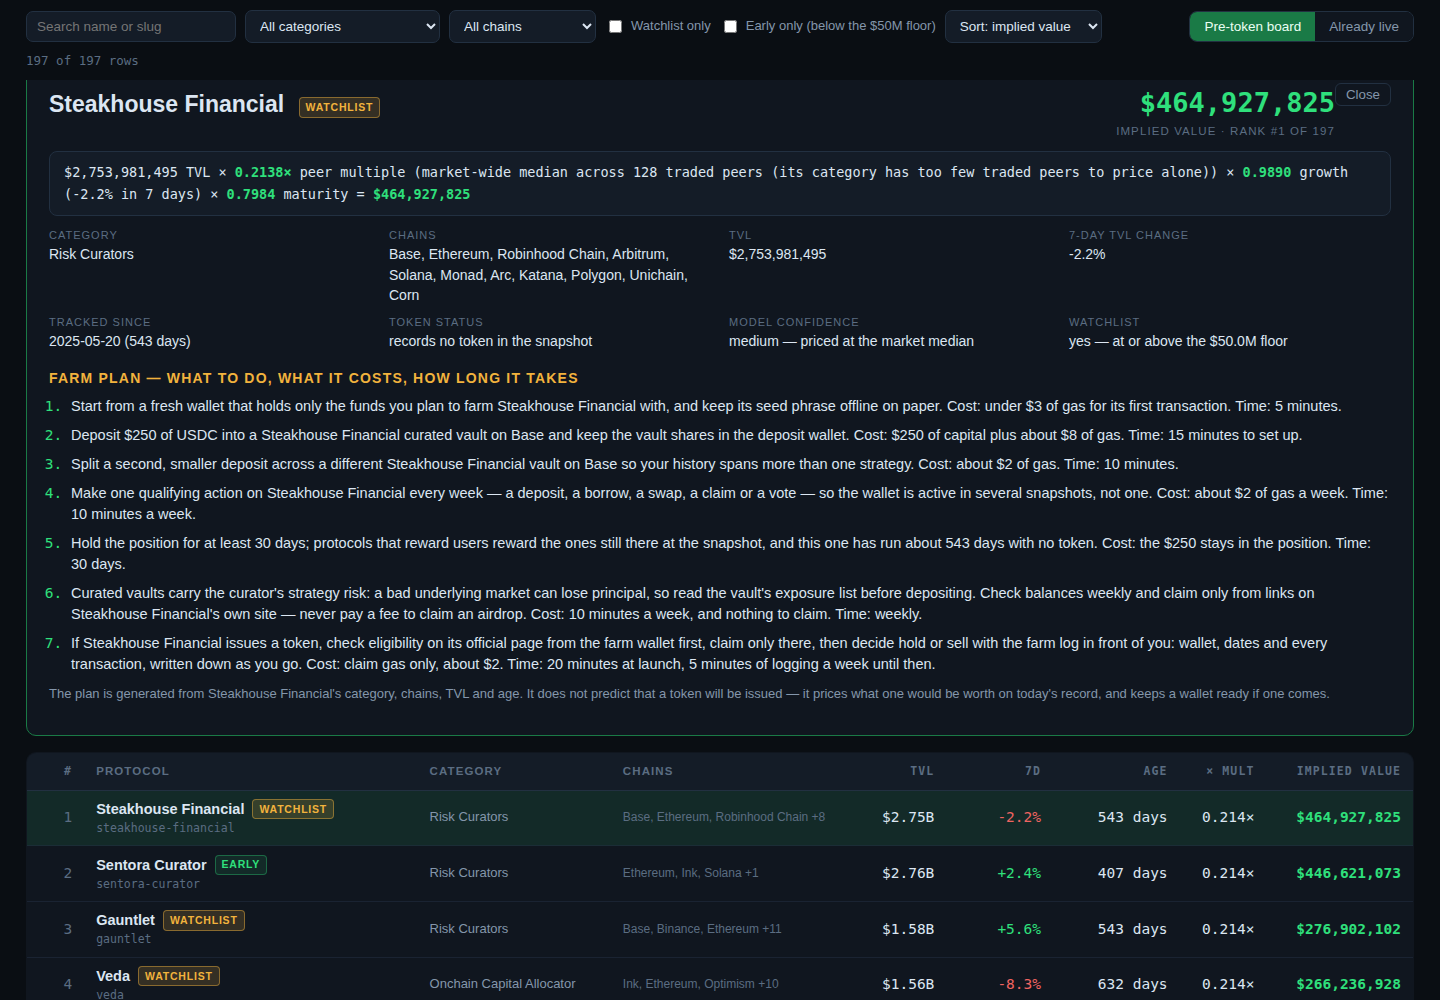 Search name or slug
All categories
All chains
Watchlist only
Early only (below the $50M floor)
Sort: implied value
Pre-token board
Already live
197 of 197 rows
Steakhouse Financial WATCHLIST
$464,927,825
Close
IMPLIED VALUE · RANK #1 OF 197
$2,753,981,495 TVL × 0.2138× peer multiple (market-wide median across 128 traded peers (its category has too few traded peers to price alone)) × 0.9890 growth
(-2.2% in 7 days) × 0.7984 maturity = $464,927,825
CATEGORY
Risk Curators
CHAINS
Base, Ethereum, Robinhood Chain, Arbitrum,
Solana, Monad, Arc, Katana, Polygon, Unichain,
Corn
TVL
$2,753,981,495
7-DAY TVL CHANGE
-2.2%
TRACKED SINCE
2025-05-20 (543 days)
TOKEN STATUS
records no token in the snapshot
MODEL CONFIDENCE
medium — priced at the market median
WATCHLIST
yes — at or above the $50.0M floor
FARM PLAN — WHAT TO DO, WHAT IT COSTS, HOW LONG IT TAKES
1. Start from a fresh wallet that holds only the funds you plan to farm Steakhouse Financial with, and keep its seed phrase offline on paper. Cost: under $3 of gas for its first transaction. Time: 5 minutes.
2. Deposit $250 of USDC into a Steakhouse Financial curated vault on Base and keep the vault shares in the deposit wallet. Cost: $250 of capital plus about $8 of gas. Time: 15 minutes to set up.
3. Split a second, smaller deposit across a different Steakhouse Financial vault on Base so your history spans more than one strategy. Cost: about $2 of gas. Time: 10 minutes.
4. Make one qualifying action on Steakhouse Financial every week — a deposit, a borrow, a swap, a claim or a vote — so the wallet is active in several snapshots, not one. Cost: about $2 of gas a week. Time:
10 minutes a week.
5. Hold the position for at least 30 days; protocols that reward users reward the ones still there at the snapshot, and this one has run about 543 days with no token. Cost: the $250 stays in the position. Time:
30 days.
6. Curated vaults carry the curator's strategy risk: a bad underlying market can lose principal, so read the vault's exposure list before depositing. Check balances weekly and claim only from links on
Steakhouse Financial's own site — never pay a fee to claim an airdrop. Cost: 10 minutes a week, and nothing to claim. Time: weekly.
7. If Steakhouse Financial issues a token, check eligibility on its official page from the farm wallet first, claim only there, then decide hold or sell with the farm log in front of you: wallet, dates and every
transaction, written down as you go. Cost: claim gas only, about $2. Time: 20 minutes at launch, 5 minutes of logging a week until then.
The plan is generated from Steakhouse Financial's category, chains, TVL and age. It does not predict that a token will be issued — it prices what one would be worth on today's record, and keeps a wallet ready if one comes.
# PROTOCOL CATEGORY CHAINS TVL 7D AGE × MULT IMPLIED VALUE
1 Steakhouse Financial WATCHLIST Risk Curators Base, Ethereum, Robinhood Chain +8 $2.75B -2.2% 543 days 0.214× $464,927,825
steakhouse-financial
2 Sentora Curator EARLY Risk Curators Ethereum, Ink, Solana +1 $2.76B +2.4% 407 days 0.214× $446,621,073
sentora-curator
3 Gauntlet WATCHLIST Risk Curators Base, Binance, Ethereum +11 $1.58B +5.6% 543 days 0.214× $276,902,102
gauntlet
4 Veda WATCHLIST Onchain Capital Allocator Ink, Ethereum, Optimism +10 $1.56B -8.3% 632 days 0.214× $266,236,928
veda